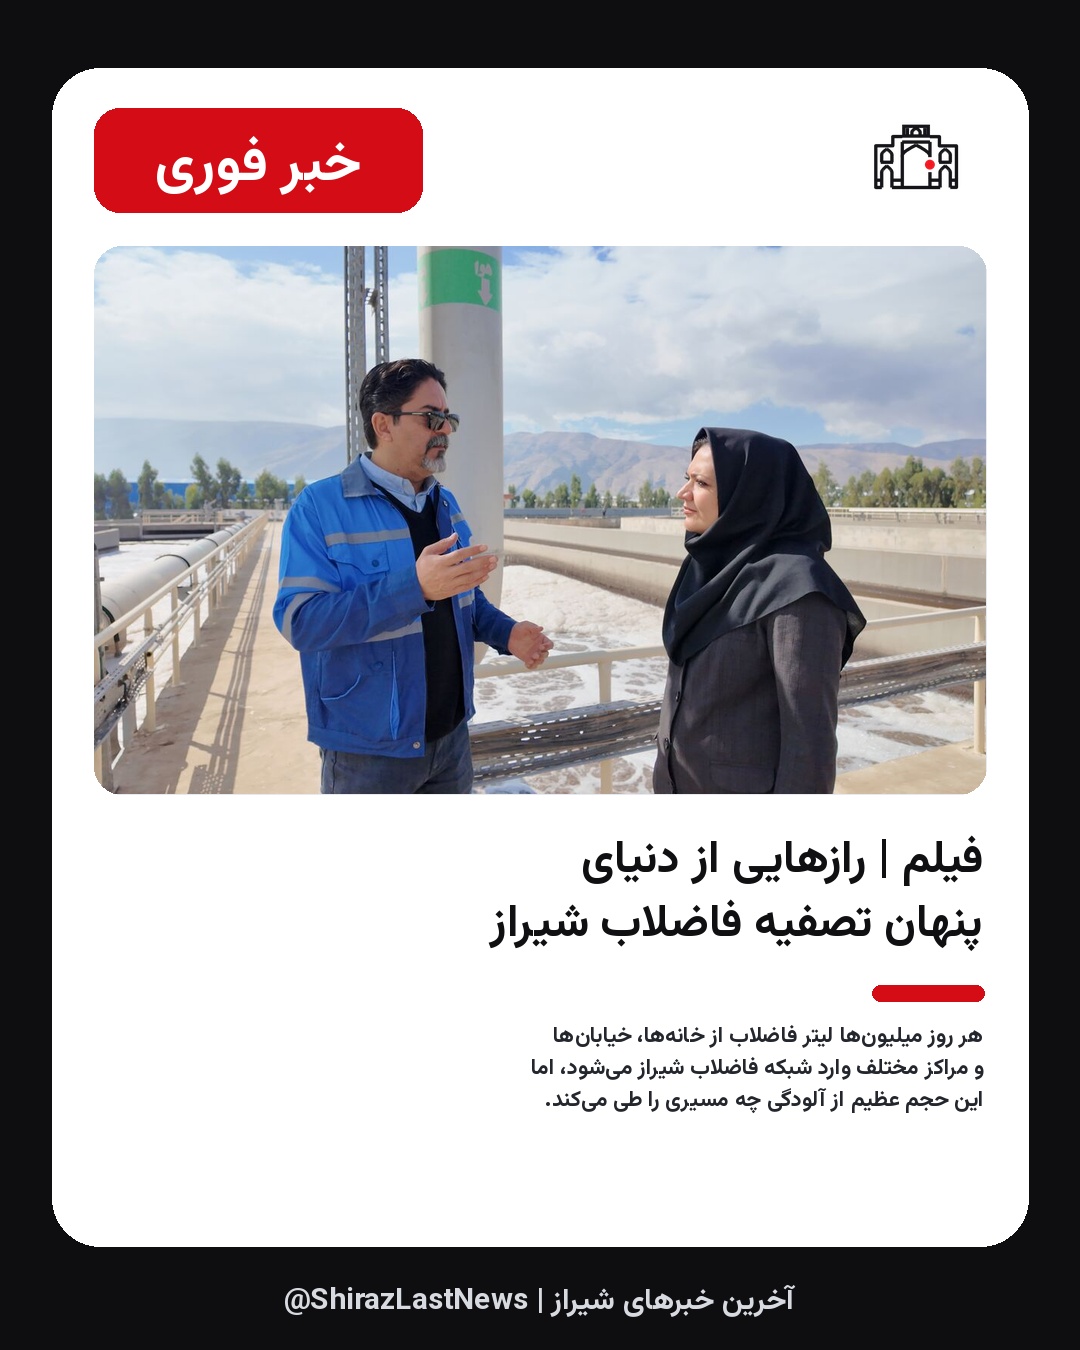 خبر فوری
هوا
فیلم | رازهایی از دنیای
پنهان تصفیه فاضلاب شیراز
هر روز میلیون‌ها لیتر فاضلاب از خانه‌ها، خیابان‌ها
و مراکز مختلف وارد شبکه فاضلاب شیراز می‌شود، اما
این حجم عظیم از آلودگی چه مسیری را طی می‌کند.
آخرین خبرهای شیراز | @ShirazLastNews